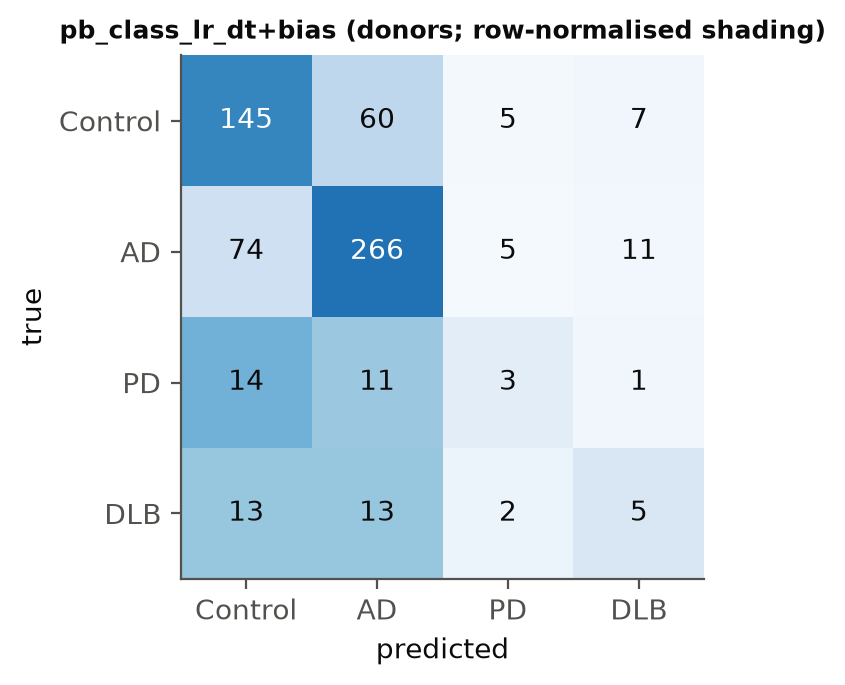 pb_class_lr_dt+bias (donors; row-normalised shading)
Control 145 60 5 7
AD 74 266 5 11
PD 14 11 3 1
DLB 13 13 2 5
Control AD PD DLB
predicted
true